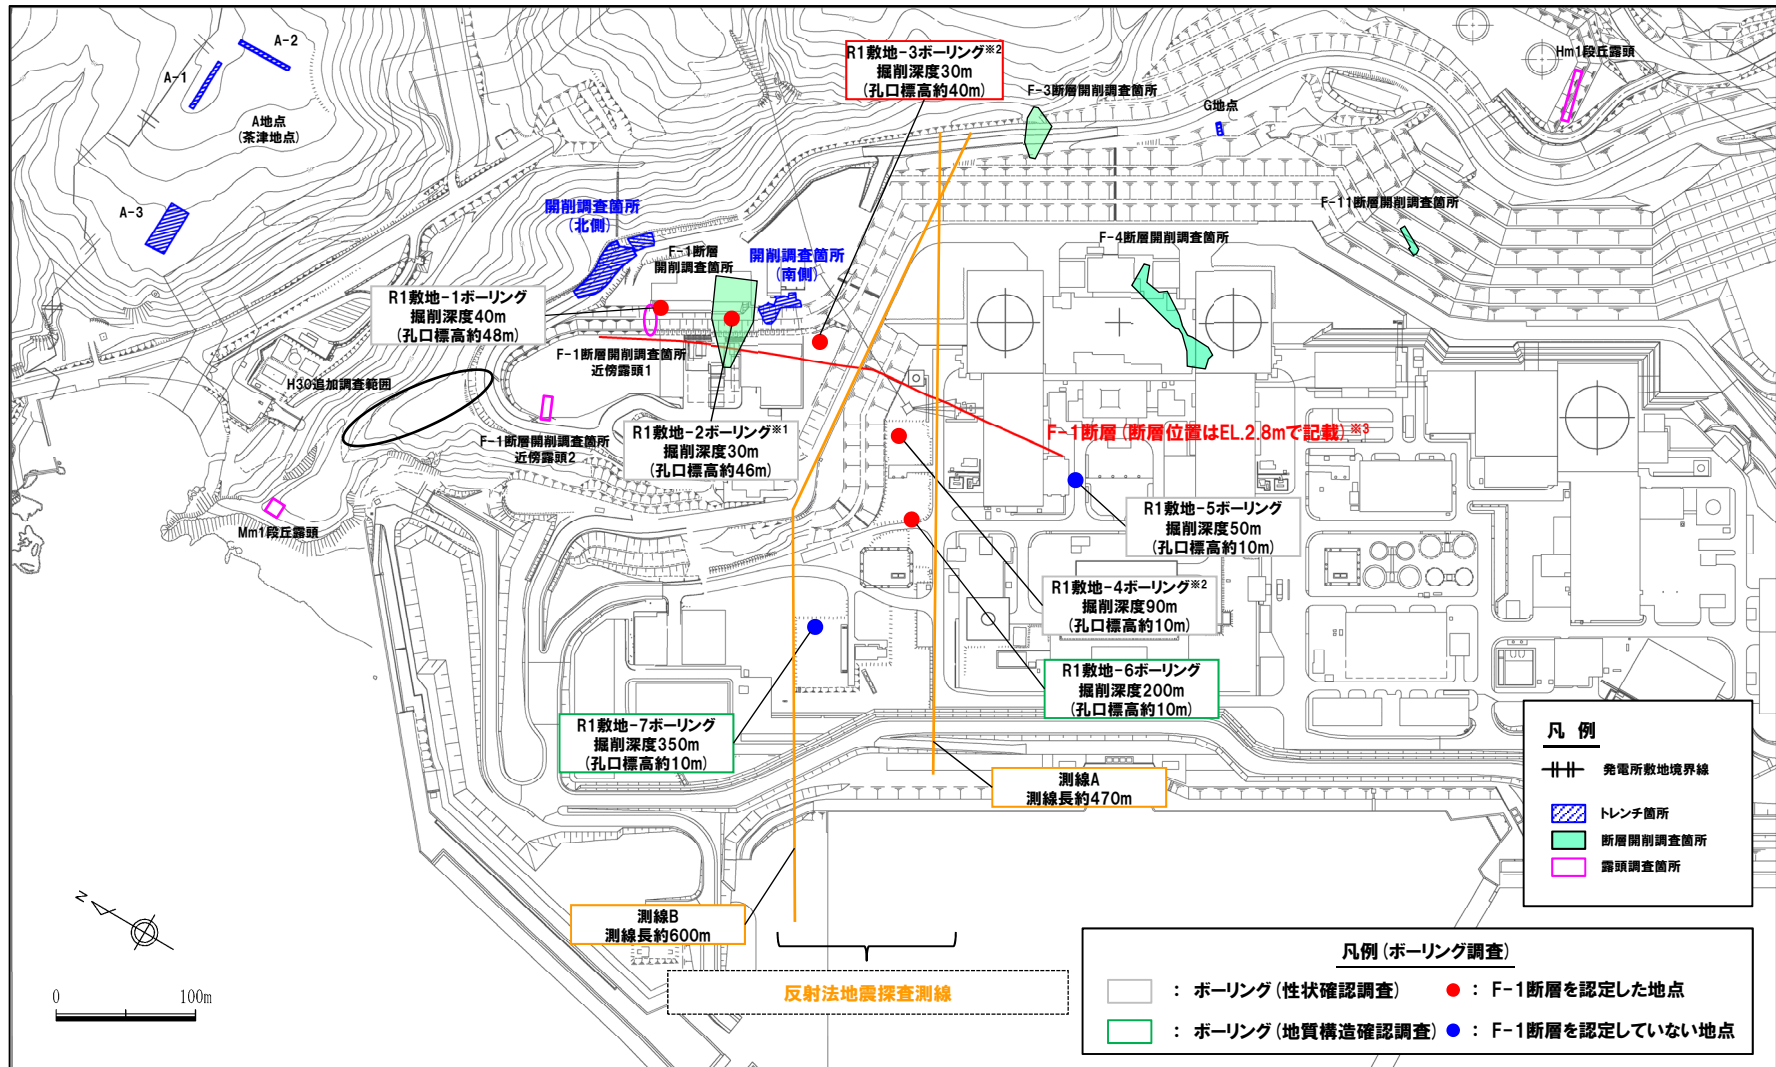 A-2
A-1
A地点
(茶津地点)
A-3
R1敷地-3ボーリング※2
掘削深度30m
(孔口標高約40m)
F-3断層開削調査箇所
G地点
Hm1段丘露頭
F-11断層開削調査箇所
F-4断層開削調査箇所
開削調査箇所
(北側)
F-1断層
開削調査箇所
開削調査箇所
(南側)
R1敷地-1ボーリング
掘削深度40m
(孔口標高約48m)
F-1断層開削調査箇所
近傍露頭1
H30追加調査範囲
F-1断層開削調査箇所
近傍露頭2
R1敷地-2ボーリング※1
掘削深度30m
(孔口標高約46m)
F-1断層(断層位置はEL.2.8mで記載)※3
Mm1段丘露頭
R1敷地-5ボーリング
掘削深度50m
(孔口標高約10m)
R1敷地-4ボーリング※2
掘削深度90m
(孔口標高約10m)
R1敷地-6ボーリング
掘削深度200m
(孔口標高約10m)
R1敷地-7ボーリング
掘削深度350m
(孔口標高約10m)
測線A
測線長約470m
測線B
測線長約600m
反射法地震探査測線
N
0 100m
凡 例
発電所敷地境界線
トレンチ箇所
断層開削調査箇所
露頭調査箇所
凡例(ボーリング調査)
: ボーリング(性状確認調査)
: F-1断層を認定した地点
: ボーリング(地質構造確認調査)
: F-1断層を認定していない地点